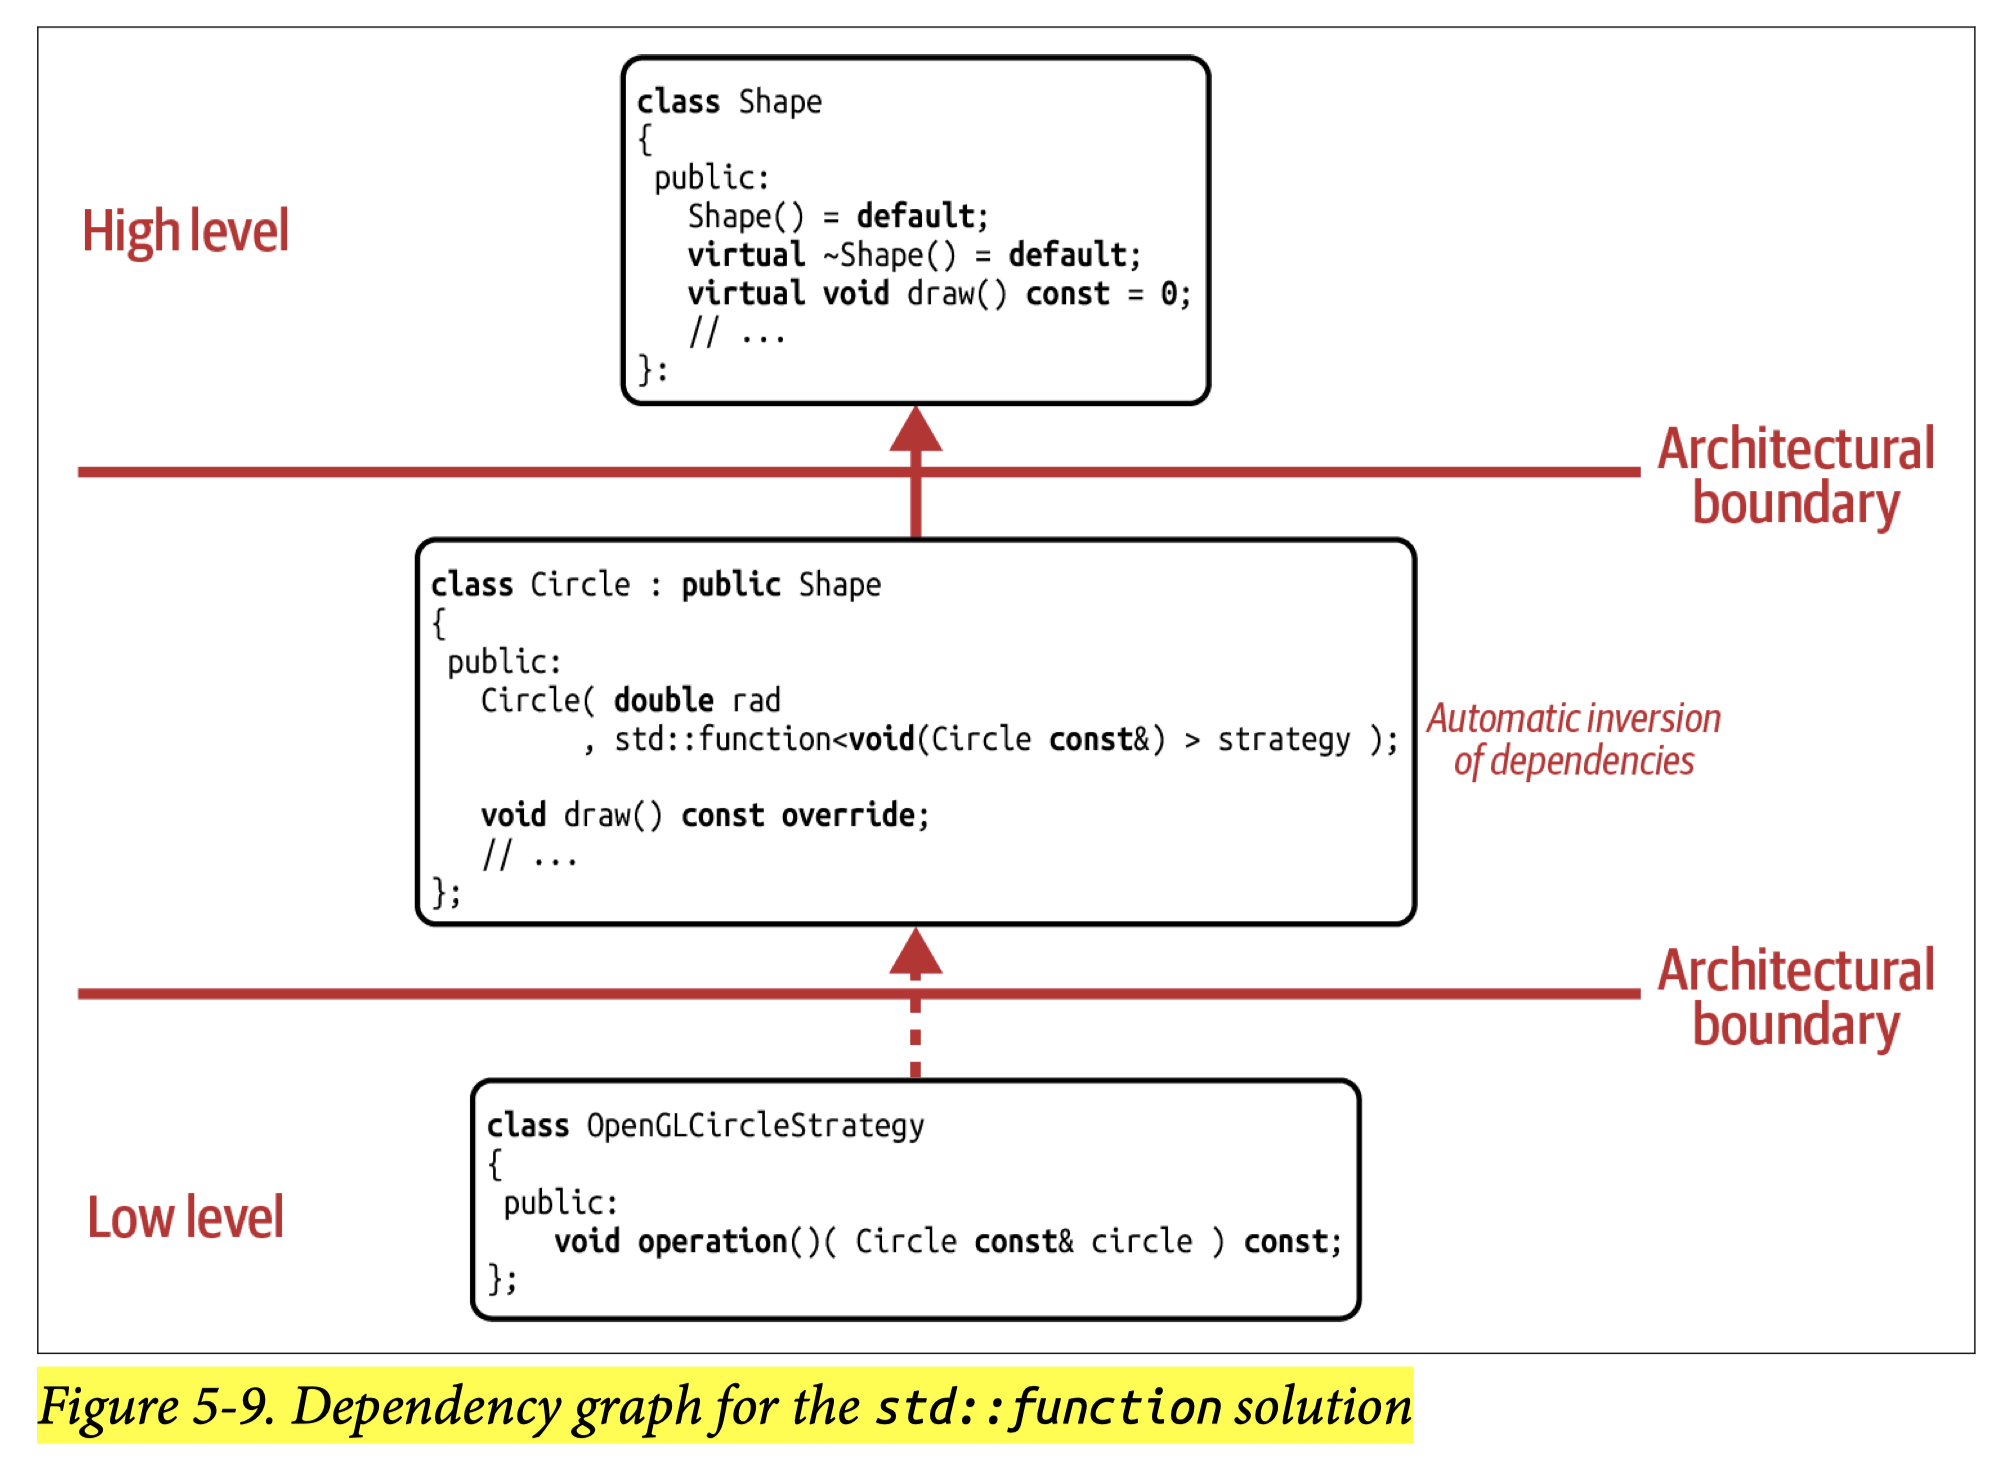 class Shape
{
public:
Shape() = default;
virtual ~Shape() = default;
virtual void draw() const = 0;
// ...
}:
High level
Architectural
boundary
class Circle : public Shape
{
public:
Circle( double rad
, std::function<void(Circle const&) > strategy );
void draw() const override;
// ...
};
Automatic inversion
of dependencies
Architectural
boundary
class OpenGLCircleStrategy
{
public:
void operation()( Circle const& circle ) const;
};
Low level
Figure 5-9. Dependency graph for the std::function solution